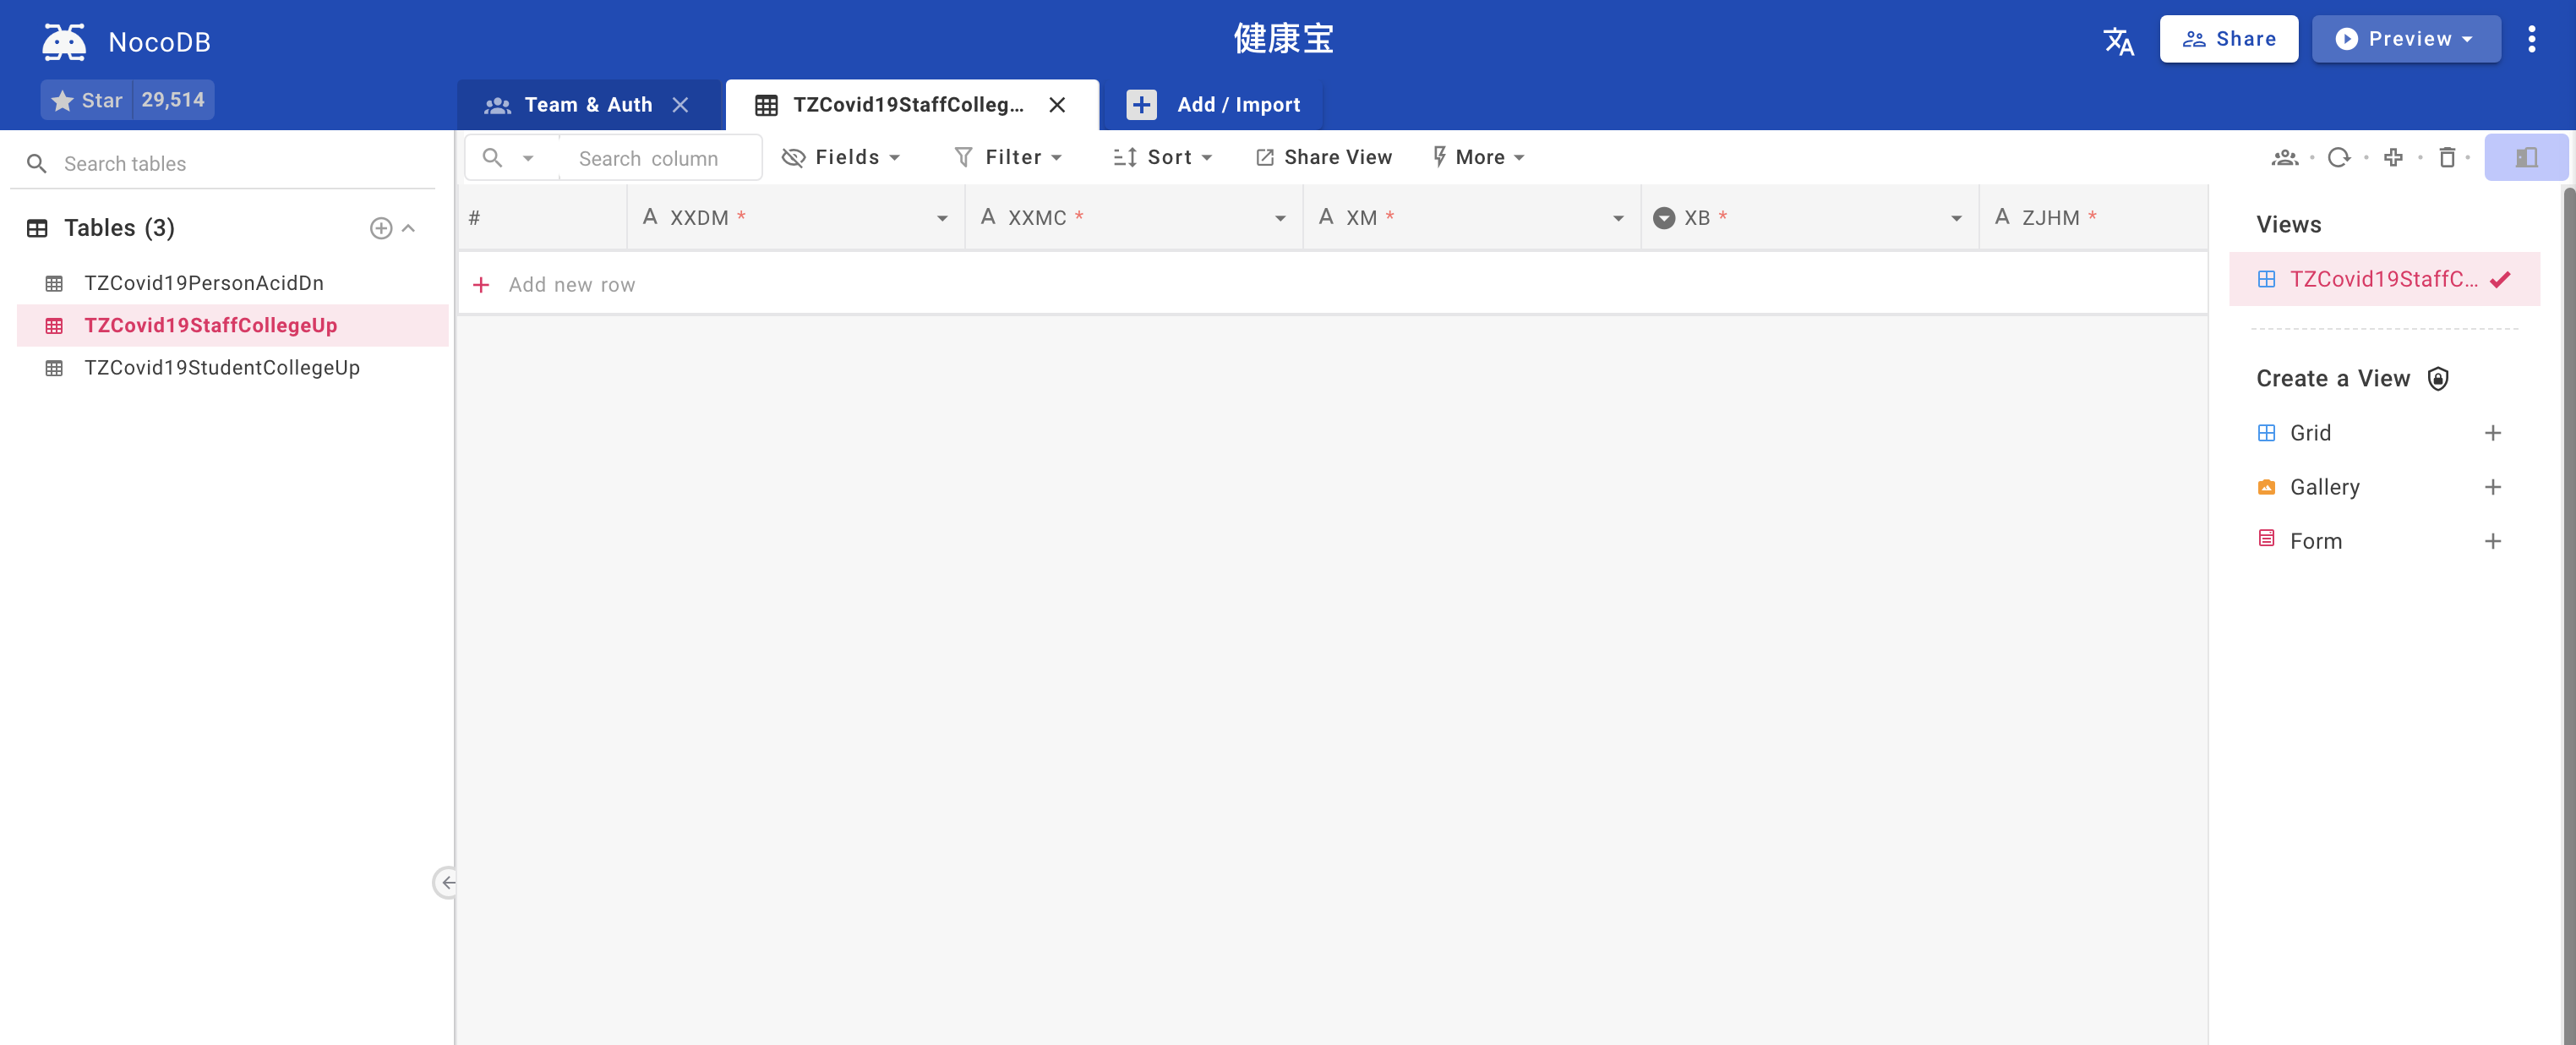 NocoDB
健康宝
Share
Preview
Star 29,514
Team & Auth
TZCovid19StaffColleg...
Add / Import
Search tables
Search column
Fields
Filter
Sort
Share View
More
Tables (3)
TZCovid19PersonAcidDn
TZCovid19StaffCollegeUp
TZCovid19StudentCollegeUp
# XXDM * XXMC * XM * XB * ZJHM *
Add new row
Views
TZCovid19StaffC...
Create a View
Grid
Gallery
Form